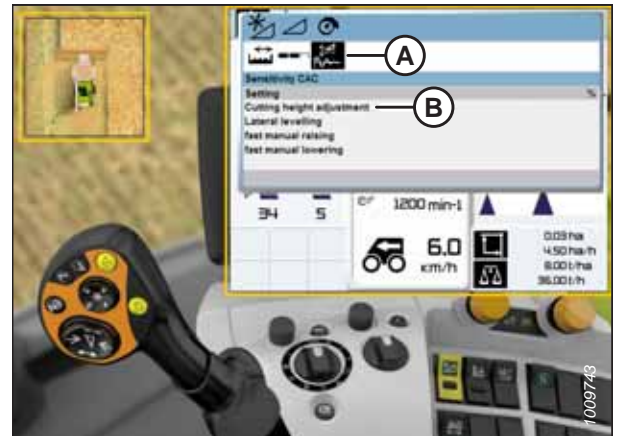 A
Sensitivity CAC
Setting %
Cutting height adjustment
B
Lateral levelling
fast manual raising
fast manual lowering
34 5
1200 min-1
6.0
km/h
0.03 ha
4.50 ha/h
8.00 t/ha
36.00 t/h
1009743